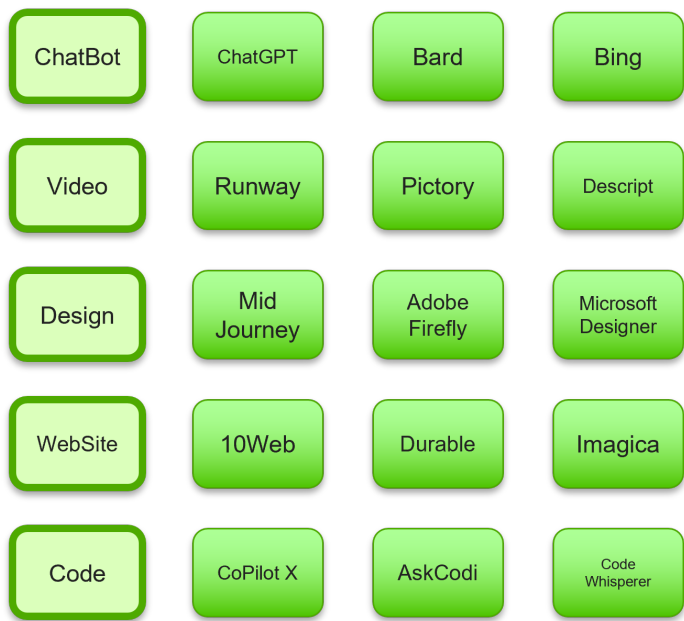 ChatBot
ChatGPT
Bard
Bing
Video
Runway
Pictory
Descript
Design
Mid
Journey
Adobe
Firefly
Microsoft
Designer
WebSite
10Web
Durable
Imagica
Code
CoPilot X
AskCodi
Code
Whisperer